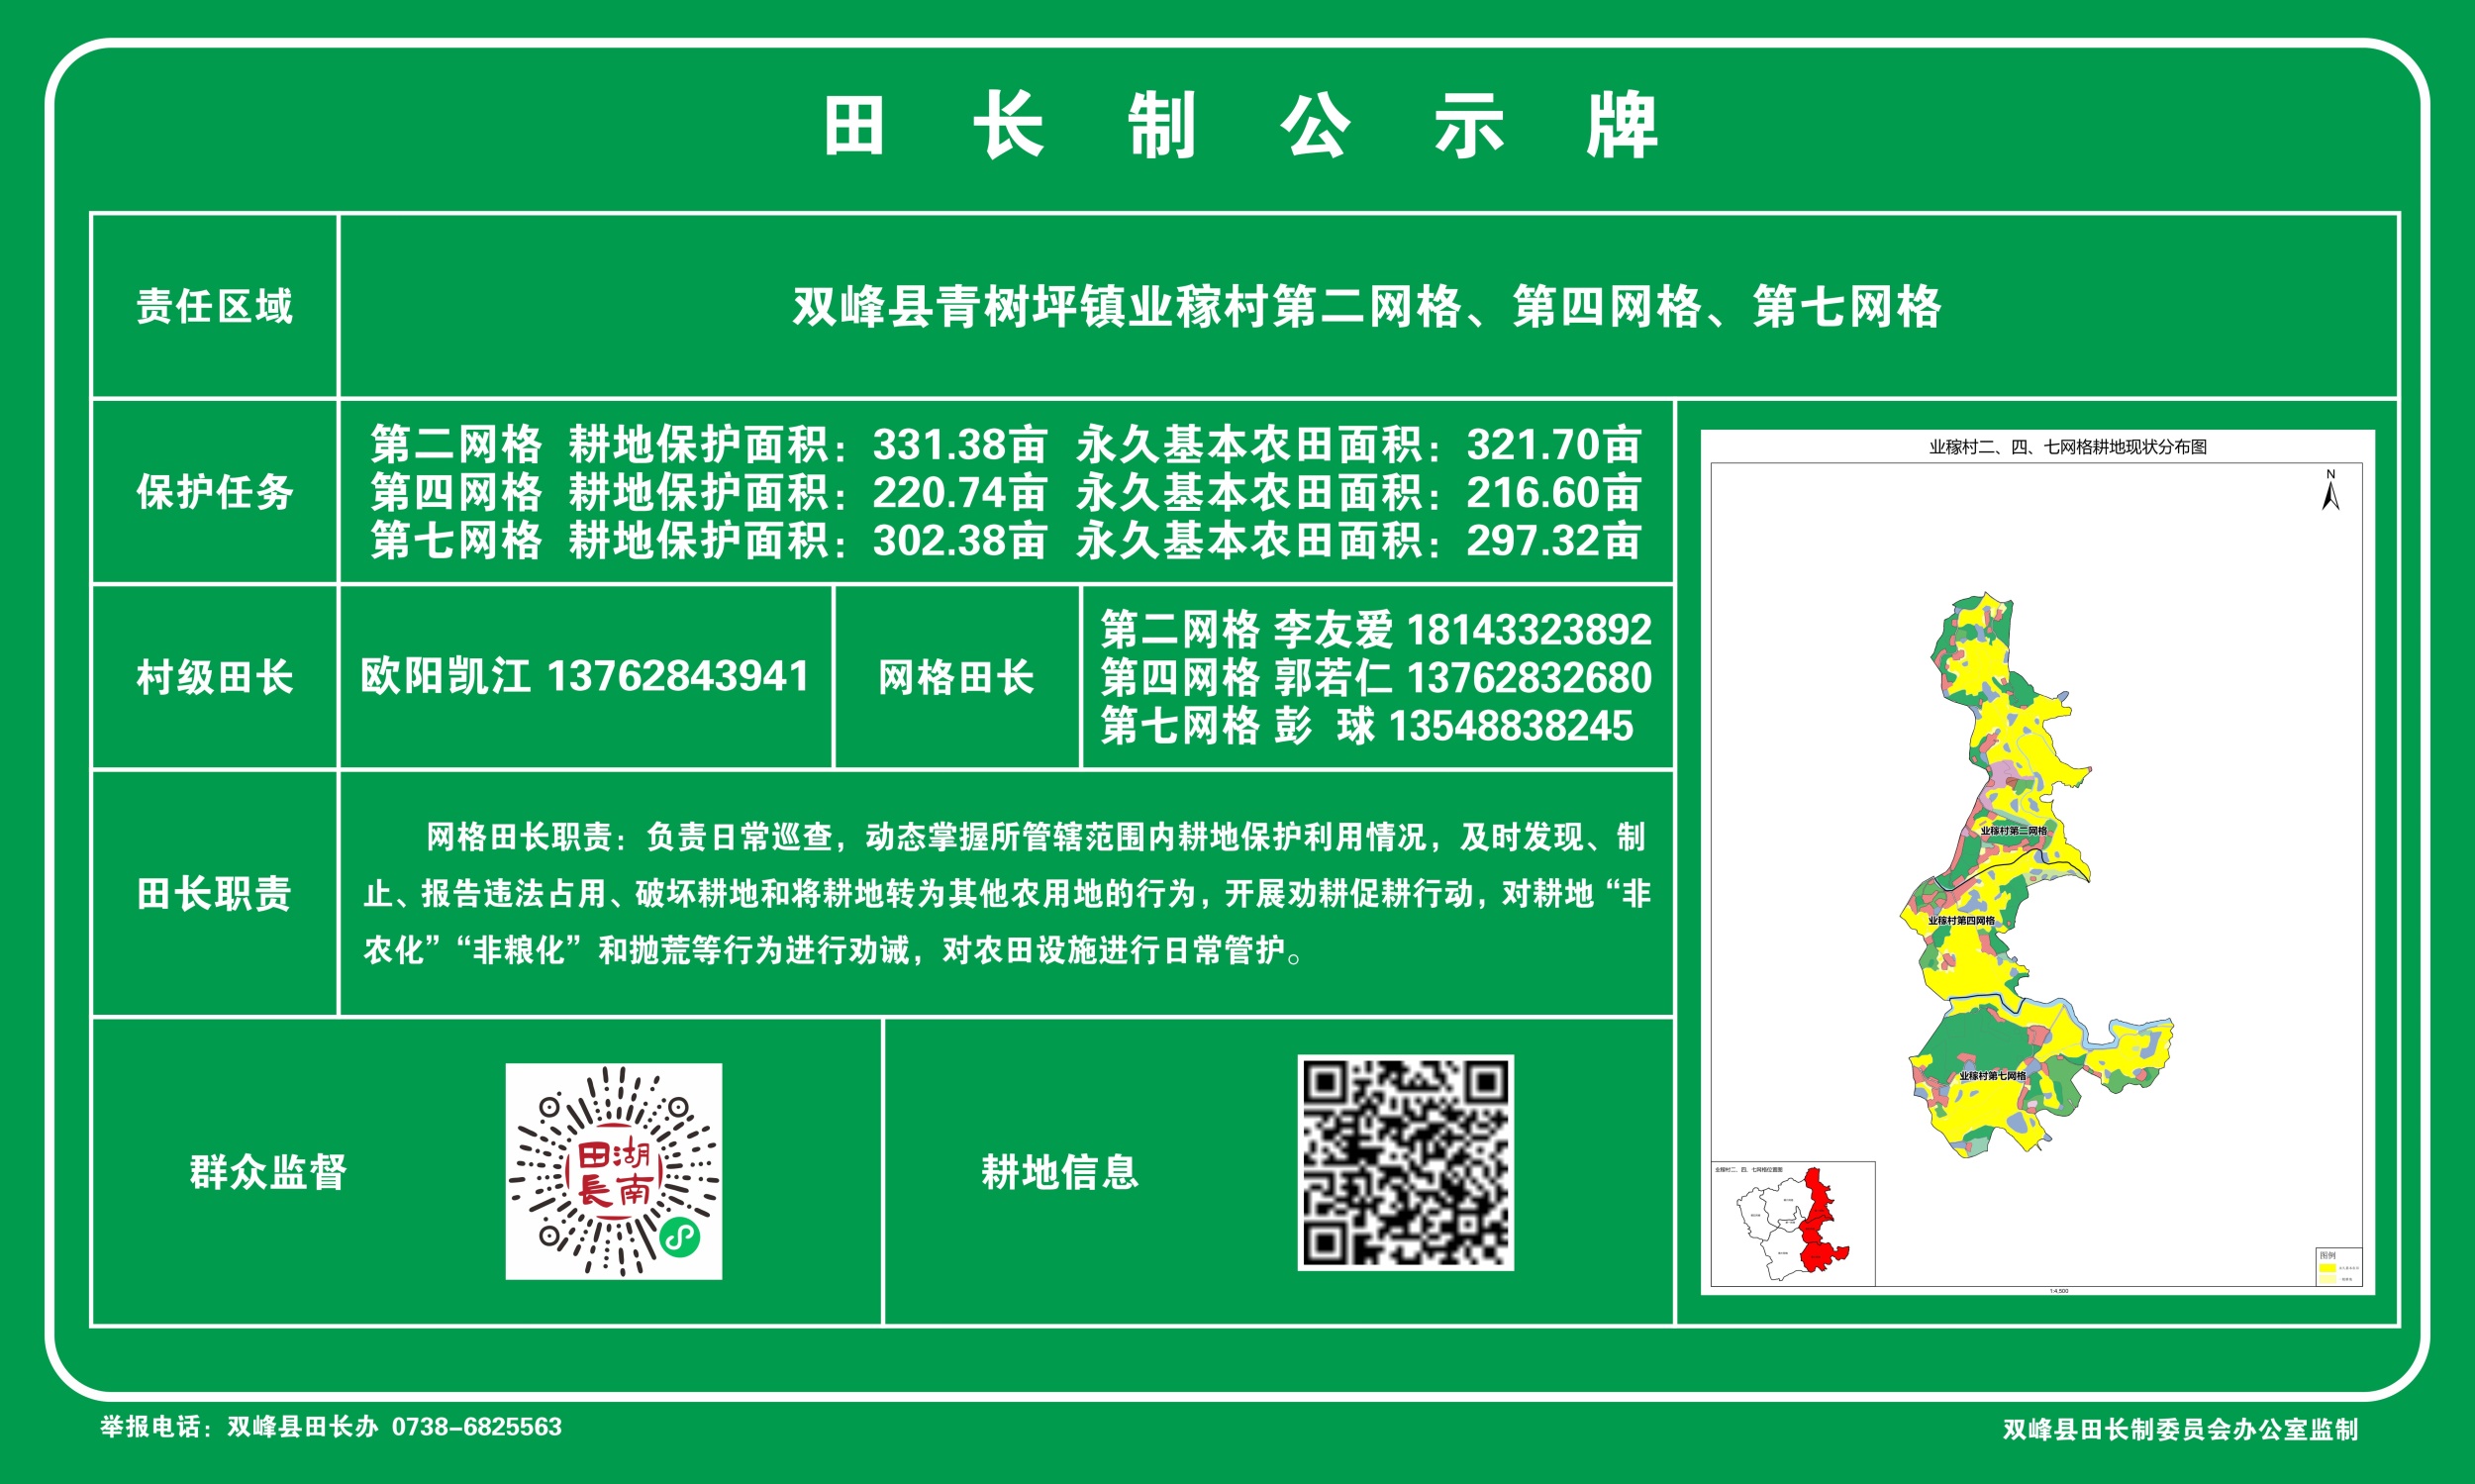 田长制公示牌
责任区域
双峰县青树坪镇业稼村第二网格、第四网格、第七网格
保护任务
第二网格 耕地保护面积：331.38亩 永久基本农田面积：321.70亩
第四网格 耕地保护面积：220.74亩 永久基本农田面积：216.60亩
第七网格 耕地保护面积：302.38亩 永久基本农田面积：297.32亩
村级田长
欧阳凯江 13762843941
网格田长
第二网格 李友爱 18143323892
第四网格 郭若仁 13762832680
第七网格 彭 球 13548838245
田长职责
网格田长职责：负责日常巡查，动态掌握所管辖范围内耕地保护利用情况，及时发现、制
止、报告违法占用、破坏耕地和将耕地转为其他农用地的行为，开展劝耕促耕行动，对耕地“非
农化”“非粮化”和抛荒等行为进行劝诫，对农田设施进行日常管护。
群众监督
田湖
長南
耕地信息
业稼村二、四、七网格耕地现状分布图
N
业稼村第二网格
业稼村第四网格
业稼村第七网格
业稼村二、四、七网格位置图
图例
1:4,500
举报电话：双峰县田长办 0738-6825563
双峰县田长制委员会办公室监制